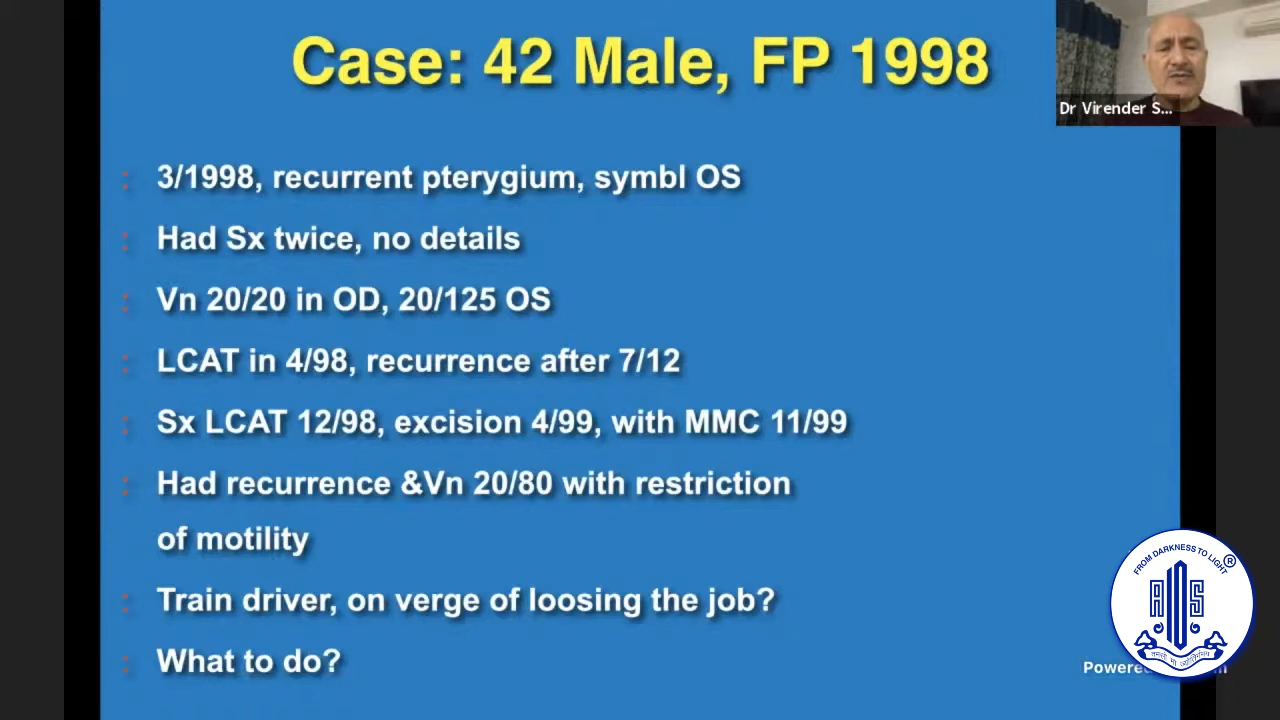 Case: 42 Male, FP 1998
Dr Virender S...
: 3/1998, recurrent pterygium, symbl OS
: Had Sx twice, no details
: Vn 20/20 in OD, 20/125 OS
: LCAT in 4/98, recurrence after 7/12
: Sx LCAT 12/98, excision 4/99, with MMC 11/99
: Had recurrence &Vn 20/80 with restriction
of motility
: Train driver, on verge of loosing the job?
: What to do?
FROM DARKNESS TO LIGHT
®
AIOS